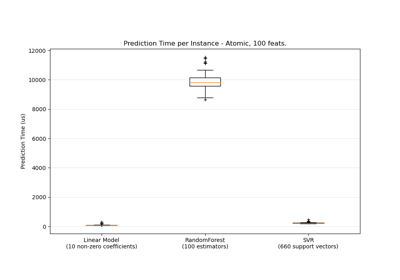 Prediction Time per Instance - Atomic, 100 feats.
12000
10000
8000
6000
4000
2000
0
Prediction Time (us)
Linear Model
(10 non-zero coefficients)
RandomForest
(100 estimators)
SVR
(660 support vectors)